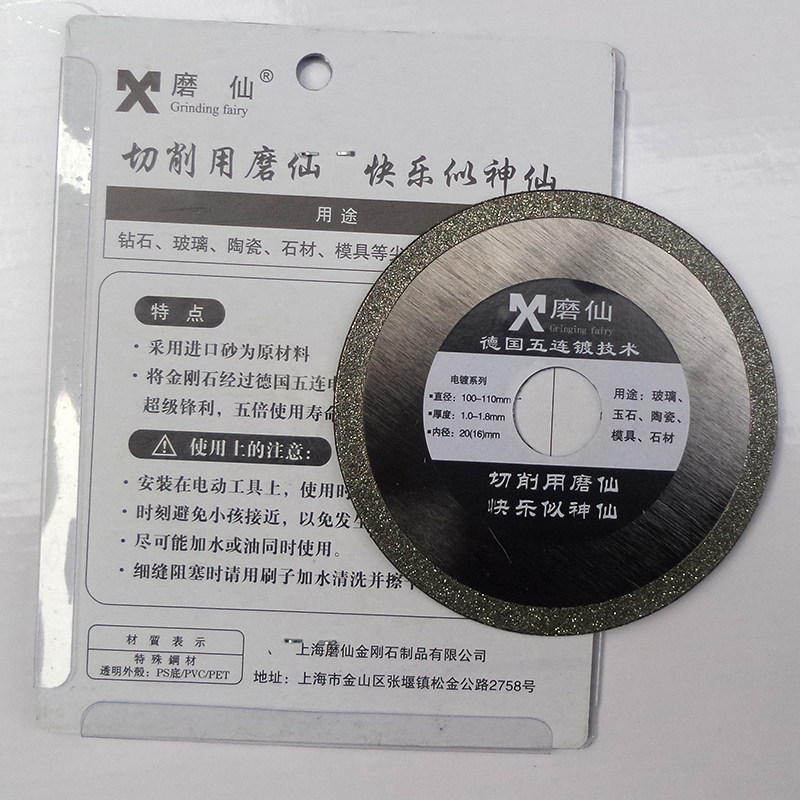 磨仙®
Grinding fairy
切削用磨仙 快乐似神仙
用途
钻石、玻璃、陶瓷、石材、模具等
特点
· 采用进口砂为原材料
· 将金刚石经过德国五连电
超级锋利，五倍使用寿命
使用上的注意：
· 安装在电动工具上，使用时
· 时刻避免小孩接近，以免发生
· 尽可能加水或油同时使用。
· 细缝阻塞时请用刷子加水清洗并擦干
材質表示
特殊鋼材
透明外殼：PS底/PVC/PET
上海磨仙金刚石制品有限公司
地址：上海市金山区张堰镇松金公路2758号
磨仙
Gringing fairy
德国五连镀技术
电镀系列
▪直径：100-110mm
▪厚度：1.0-1.8mm
▪内径：20(16)mm
用途：玻璃、
玉石、陶瓷、
模具、石材
切削用磨仙
快乐似神仙